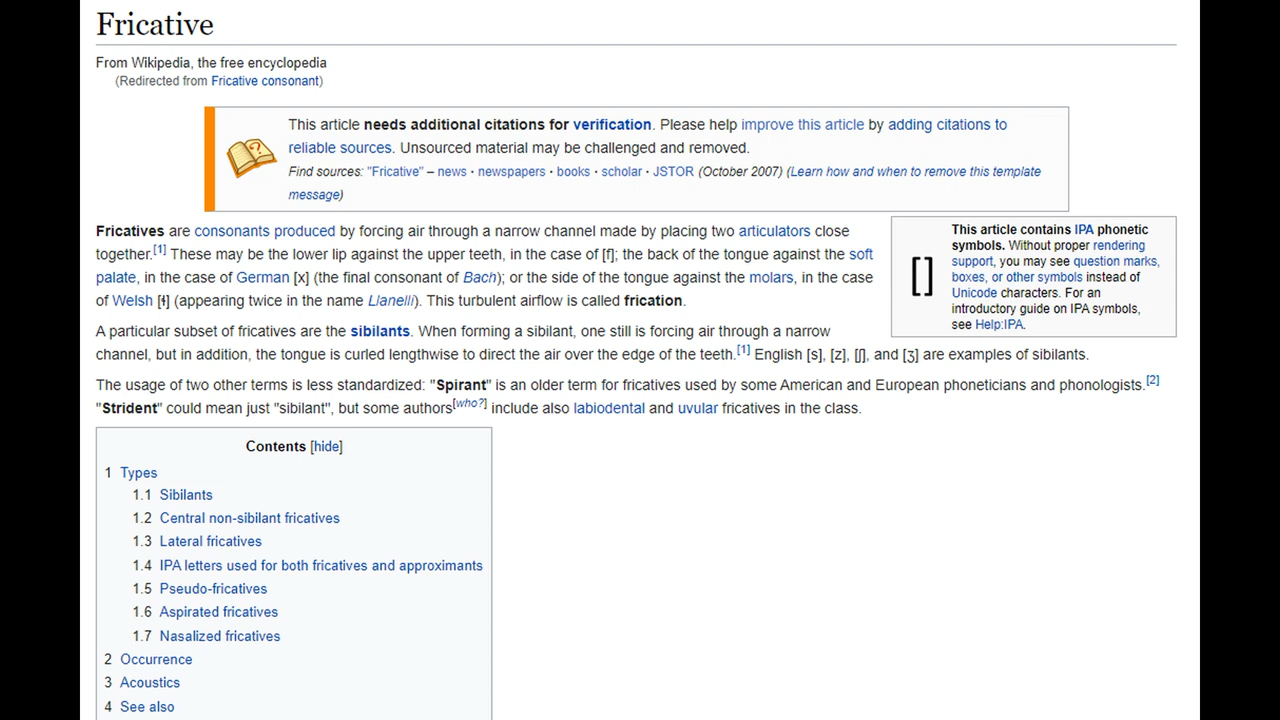 Fricative
From Wikipedia, the free encyclopedia
(Redirected from Fricative consonant)
This article needs additional citations for verification. Please help improve this article by adding citations to
reliable sources. Unsourced material may be challenged and removed.
Find sources: "Fricative" – news · newspapers · books · scholar · JSTOR (October 2007) (Learn how and when to remove this template
message)
Fricatives are consonants produced by forcing air through a narrow channel made by placing two articulators close
together.[1] These may be the lower lip against the upper teeth, in the case of [f]; the back of the tongue against the soft
palate, in the case of German [x] (the final consonant of Bach); or the side of the tongue against the molars, in the case
of Welsh [ɬ] (appearing twice in the name Llanelli). This turbulent airflow is called frication.
[]
This article contains IPA phonetic
symbols. Without proper rendering
support, you may see question marks,
boxes, or other symbols instead of
Unicode characters. For an
introductory guide on IPA symbols,
see Help:IPA.
A particular subset of fricatives are the sibilants. When forming a sibilant, one still is forcing air through a narrow
channel, but in addition, the tongue is curled lengthwise to direct the air over the edge of the teeth.[1] English [s], [z], [ʃ], and [ʒ] are examples of sibilants.
The usage of two other terms is less standardized: "Spirant" is an older term for fricatives used by some American and European phoneticians and phonologists.[2]
"Strident" could mean just "sibilant", but some authors[who?] include also labiodental and uvular fricatives in the class.
Contents [hide]
1 Types
1.1 Sibilants
1.2 Central non-sibilant fricatives
1.3 Lateral fricatives
1.4 IPA letters used for both fricatives and approximants
1.5 Pseudo-fricatives
1.6 Aspirated fricatives
1.7 Nasalized fricatives
2 Occurrence
3 Acoustics
4 See also